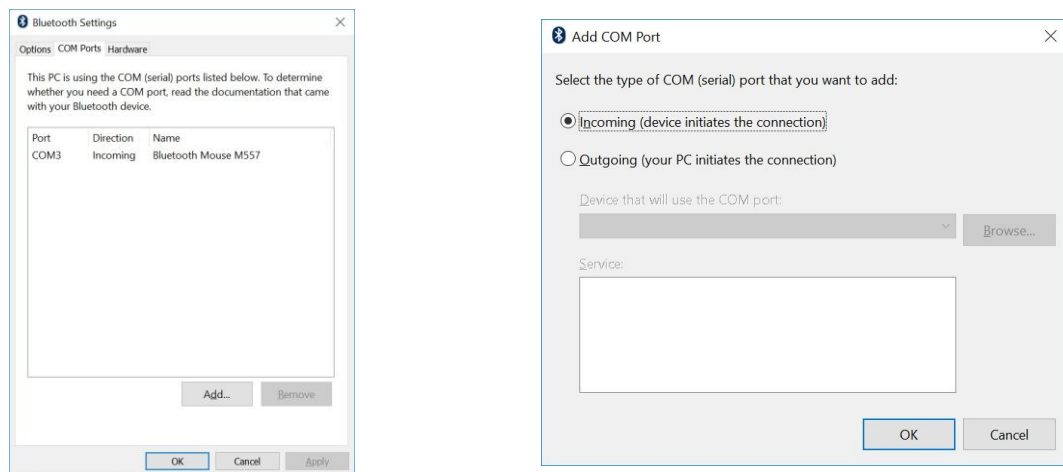 Bluetooth Settings
Options COM Ports Hardware
This PC is using the COM (serial) ports listed below. To determine
whether you need a COM port, read the documentation that came
with your Bluetooth device.
Port Direction Name
COM3 Incoming Bluetooth Mouse M557
Add... Remove
OK Cancel Apply
Add COM Port
Select the type of COM (serial) port that you want to add:
Incoming (device initiates the connection)
Outgoing (your PC initiates the connection)
Device that will use the COM port:
Browse...
Service:
OK Cancel